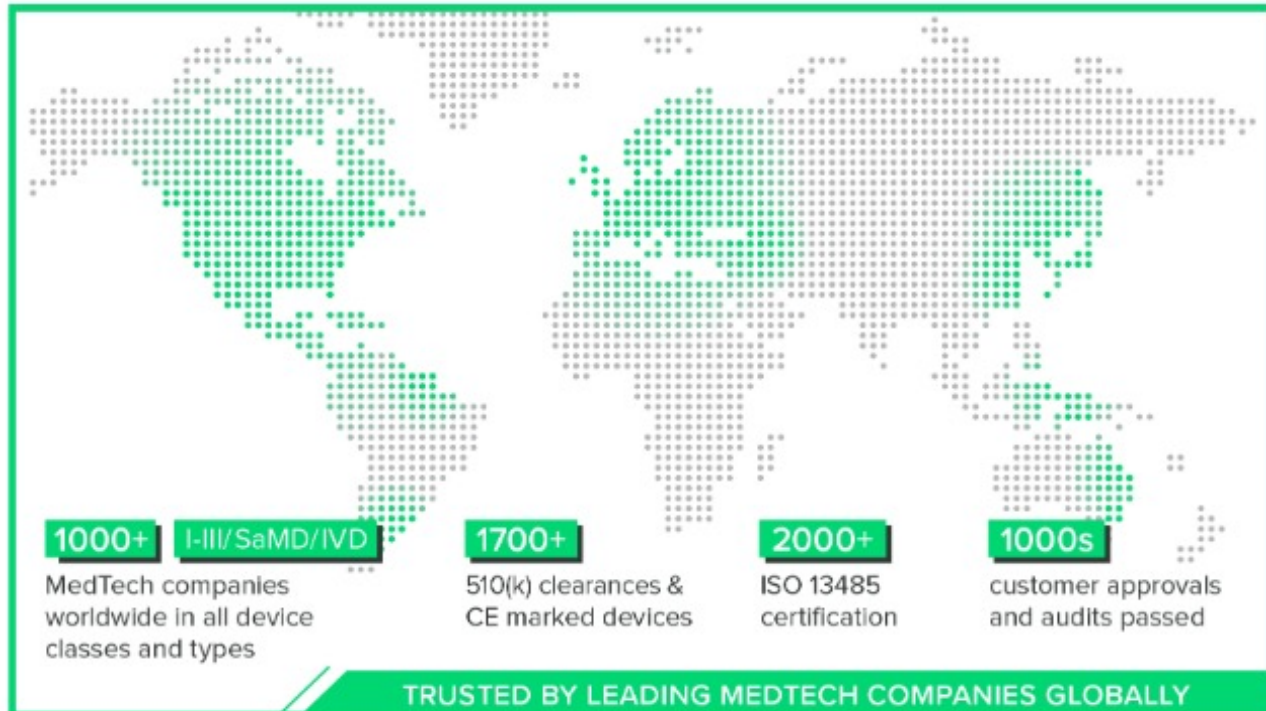 1000+ I-III/SaMD/IVD
MedTech companies
worldwide in all device
classes and types
1700+
510(k) clearances &
CE marked devices
2000+
ISO 13485
certification
1000s
customer approvals
and audits passed
TRUSTED BY LEADING MEDTECH COMPANIES GLOBALLY